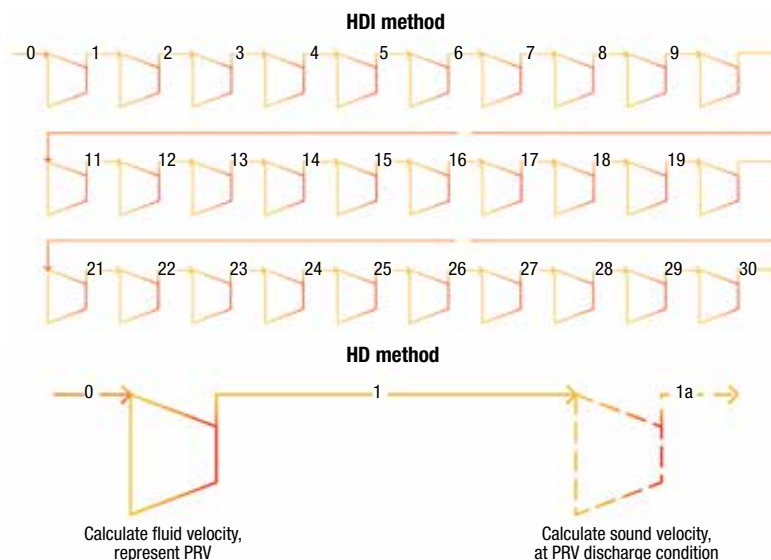 HDI method
0 1 2 3 4 5 6 7 8 9
11 12 13 14 15 16 17 18 19
21 22 23 24 25 26 27 28 29 30
HD method
0 1 1a
Calculate fluid velocity,
represent PRV
Calculate sound velocity,
at PRV discharge condition